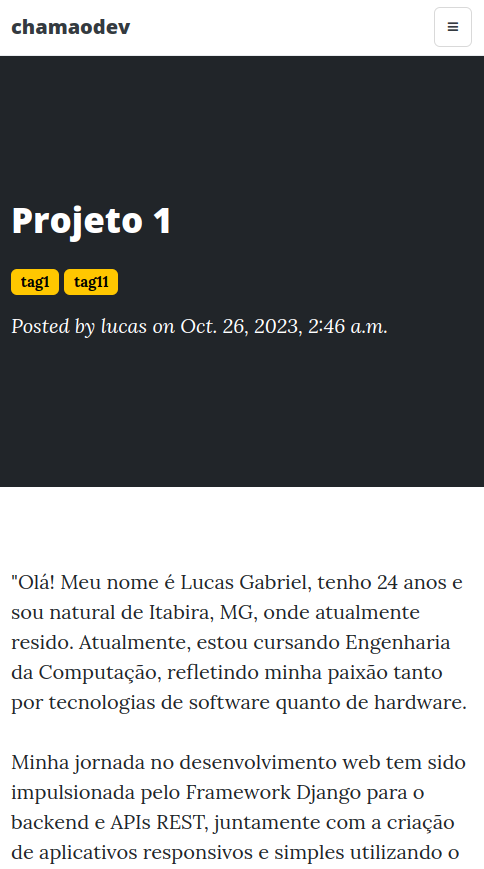 chamaodev
≡
Projeto 1
tag1 tag11
Posted by lucas on Oct. 26, 2023, 2:46 a.m.
"Olá! Meu nome é Lucas Gabriel, tenho 24 anos e
sou natural de Itabira, MG, onde atualmente
resido. Atualmente, estou cursando Engenharia
da Computação, refletindo minha paixão tanto
por tecnologias de software quanto de hardware.
Minha jornada no desenvolvimento web tem sido
impulsionada pelo Framework Django para o
backend e APIs REST, juntamente com a criação
de aplicativos responsivos e simples utilizando o